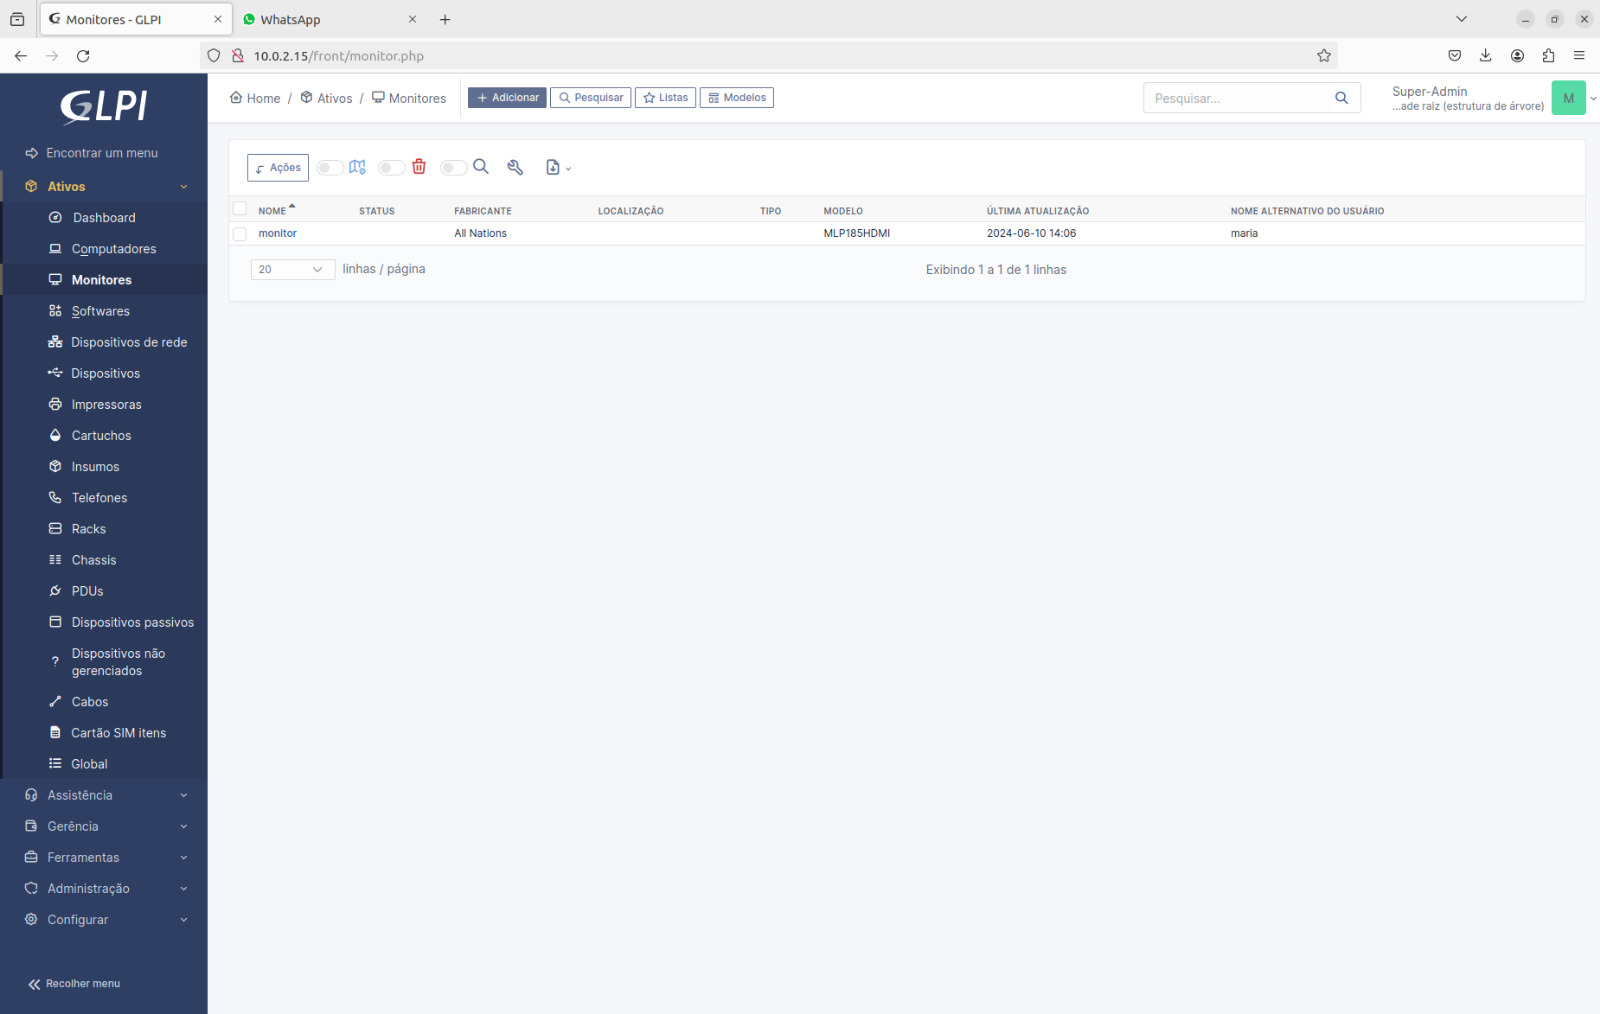 Monitores - GLPI
WhatsApp
10.0.2.15/front/monitor.php
GLPI
Home / Ativos / Monitores
Adicionar
Pesquisar
Listas
Modelos
Pesquisar...
Super-Admin
...ade raiz (estrutura de árvore)
M
Encontrar um menu
Ativos
Dashboard
Computadores
Monitores
Softwares
Dispositivos de rede
Dispositivos
Impressoras
Cartuchos
Insumos
Telefones
Racks
Chassis
PDUs
Dispositivos passivos
Dispositivos não
gerenciados
Cabos
Cartão SIM itens
Global
Assistência
Gerência
Ferramentas
Administração
Configurar
Recolher menu
Ações
NOME STATUS FABRICANTE LOCALIZAÇÃO TIPO MODELO ÚLTIMA ATUALIZAÇÃO NOME ALTERNATIVO DO USUÁRIO
monitor All Nations MLP185HDMI 2024-06-10 14:06 maria
20 linhas / página Exibindo 1 a 1 de 1 linhas